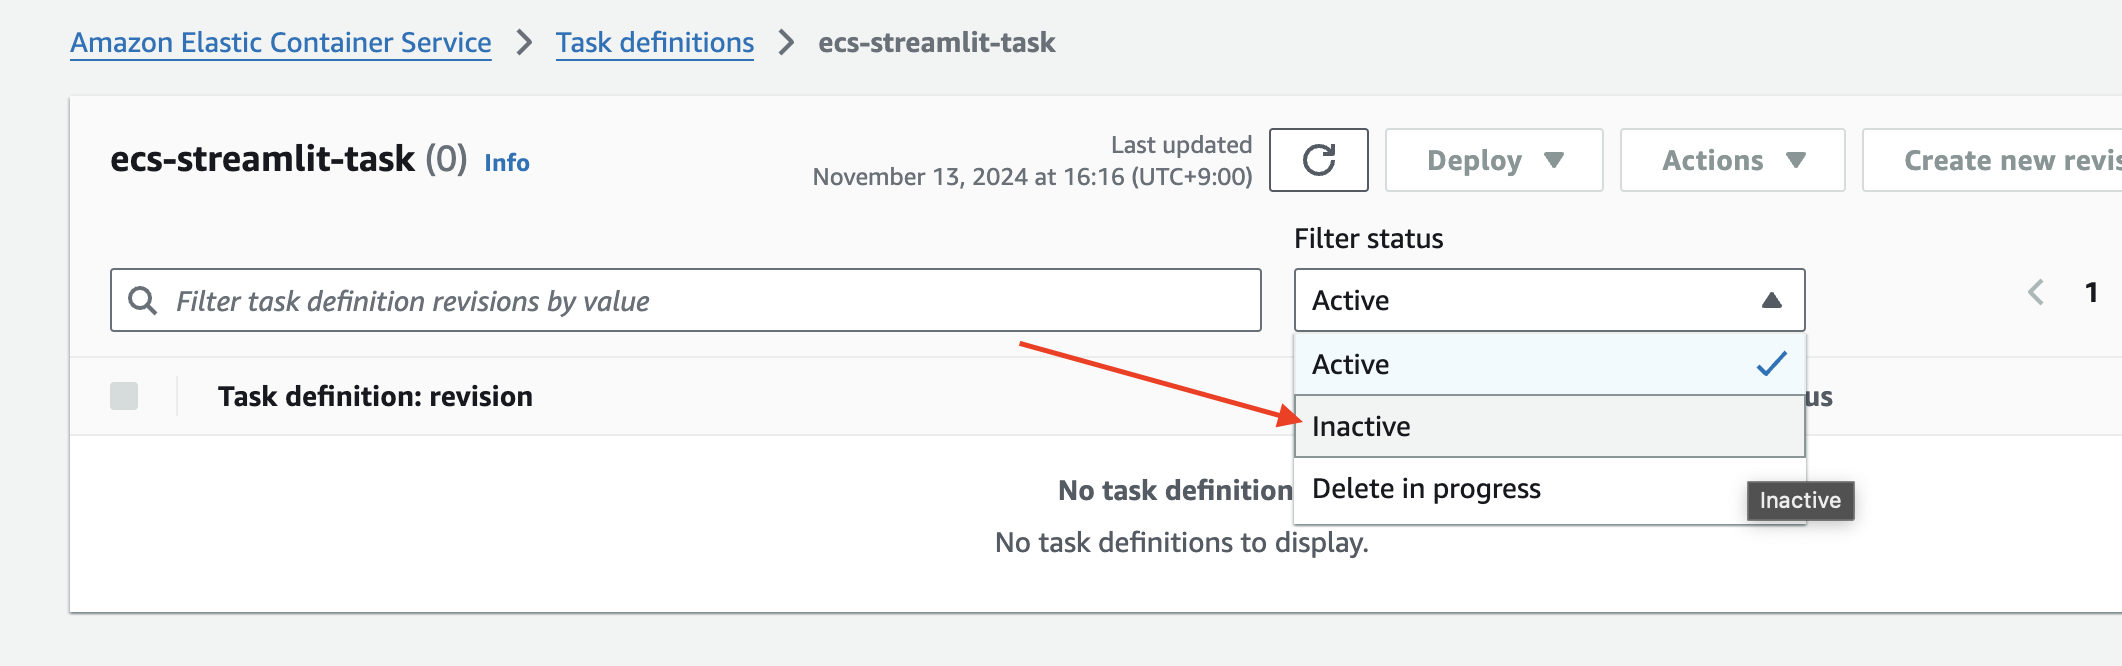 Amazon Elastic Container Service > Task definitions > ecs-streamlit-task
ecs-streamlit-task (0) Info
Last updated
November 13, 2024 at 16:16 (UTC+9:00)
Deploy
Actions
Create new revis
Filter status
Filter task definition revisions by value
Active
1
Active
Task definition: revision
us
Inactive
No task definition
Delete in progress
Inactive
No task definitions to display.